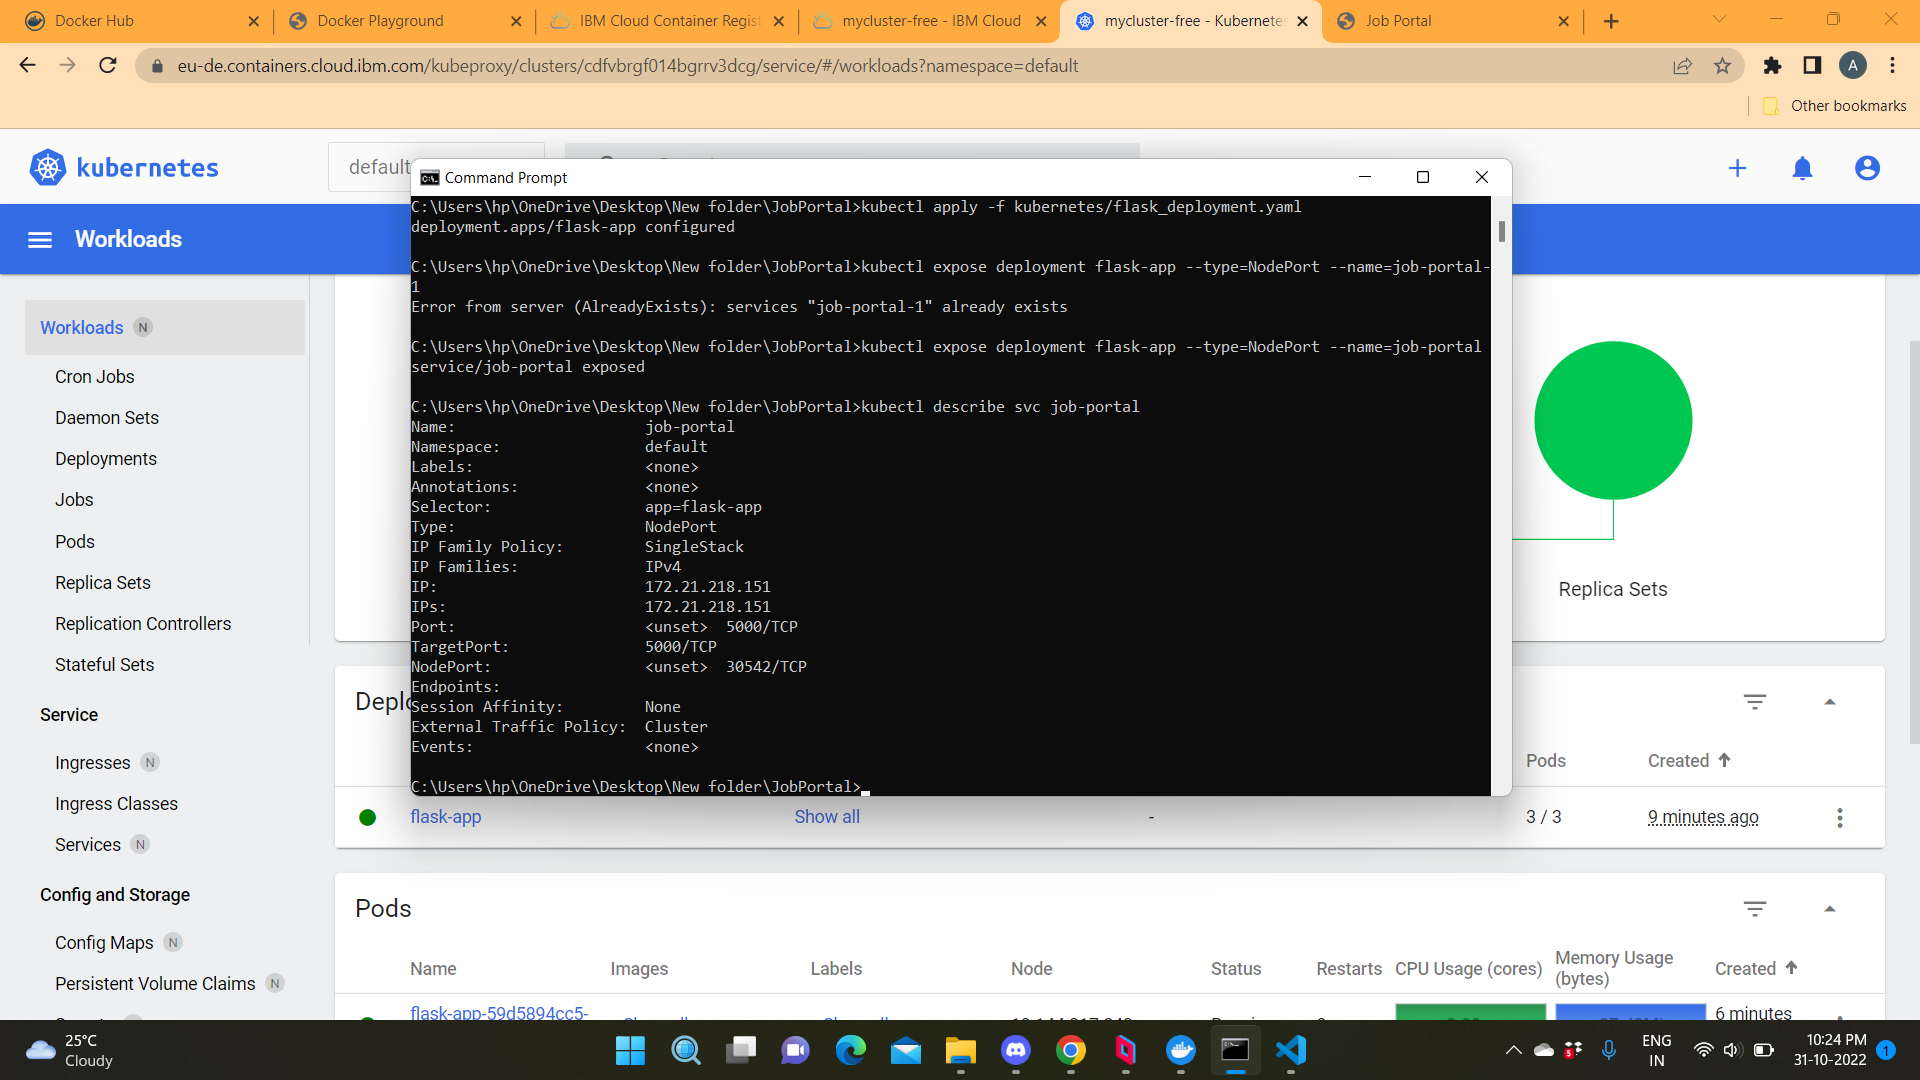 Docker Hub
Docker Playground
IBM Cloud Container Regist
mycluster-free - IBM Cloud
mycluster-free - Kubernetes
Job Portal
eu-de.containers.cloud.ibm.com/kubeproxy/clusters/cdfvbrgf014bgrrv3dcg/service/#/workloads?namespace=default
A
Other bookmarks
kubernetes
default
Command Prompt
Workloads
C:\Users\hp\OneDrive\Desktop\New folder\JobPortal>kubectl apply -f kubernetes/flask_deployment.yaml
deployment.apps/flask-app configured
C:\Users\hp\OneDrive\Desktop\New folder\JobPortal>kubectl expose deployment flask-app --type=NodePort --name=job-portal-
1
Error from server (AlreadyExists): services "job-portal-1" already exists
C:\Users\hp\OneDrive\Desktop\New folder\JobPortal>kubectl expose deployment flask-app --type=NodePort --name=job-portal
service/job-portal exposed
C:\Users\hp\OneDrive\Desktop\New folder\JobPortal>kubectl describe svc job-portal
Name: job-portal
Namespace: default
Labels: <none>
Annotations: <none>
Selector: app=flask-app
Type: NodePort
IP Family Policy: SingleStack
IP Families: IPv4
IP: 172.21.218.151
IPs: 172.21.218.151
Port: <unset> 5000/TCP
TargetPort: 5000/TCP
NodePort: <unset> 30542/TCP
Endpoints:
Session Affinity: None
External Traffic Policy: Cluster
Events: <none>
C:\Users\hp\OneDrive\Desktop\New folder\JobPortal>
Workloads N
Cron Jobs
Daemon Sets
Deployments
Jobs
Pods
Replica Sets
Replication Controllers
Stateful Sets
Service
Ingresses N
Ingress Classes
Services N
Config and Storage
Config Maps N
Persistent Volume Claims N
Replica Sets
Deplo
Pods Created
flask-app Show all - 3 / 3 9 minutes ago
Pods
Name Images Labels Node Status Restarts CPU Usage (cores) Memory Usage (bytes) Created
flask-app-59d5894cc5-
6 minutes
25°C
Cloudy
ENG
IN
10:24 PM
31-10-2022
1